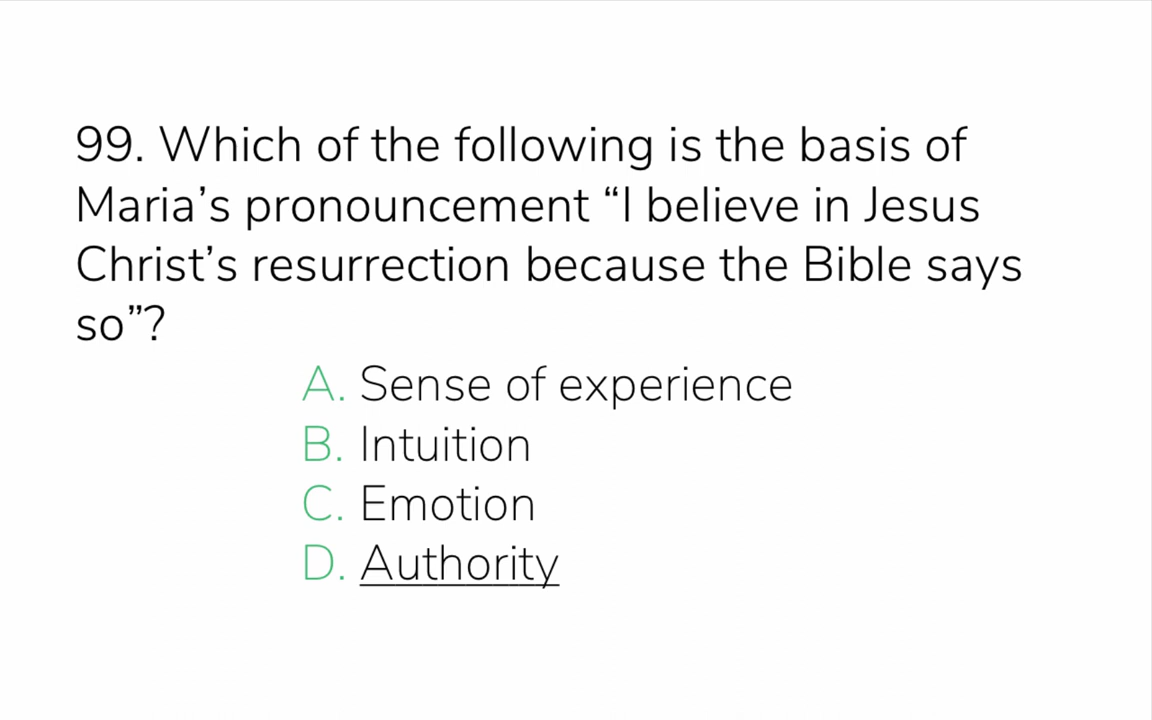 99. Which of the following is the basis of
Maria’s pronouncement “I believe in Jesus
Christ’s resurrection because the Bible says
so”?
A. Sense of experience
B. Intuition
C. Emotion
D. Authority